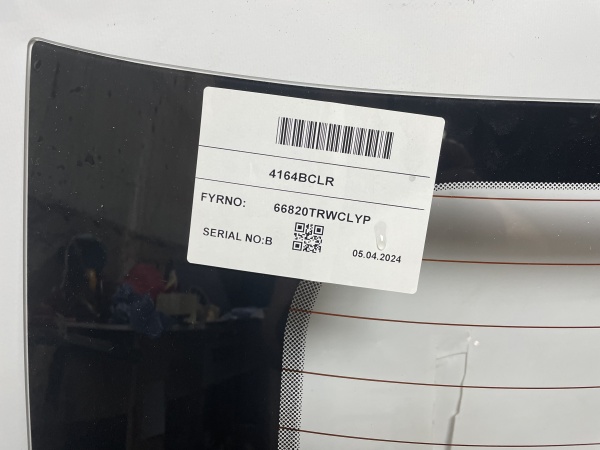 4164BCLR
FYRNO: 66820TRWCLYP
SERIAL NO:B
05.04.2024